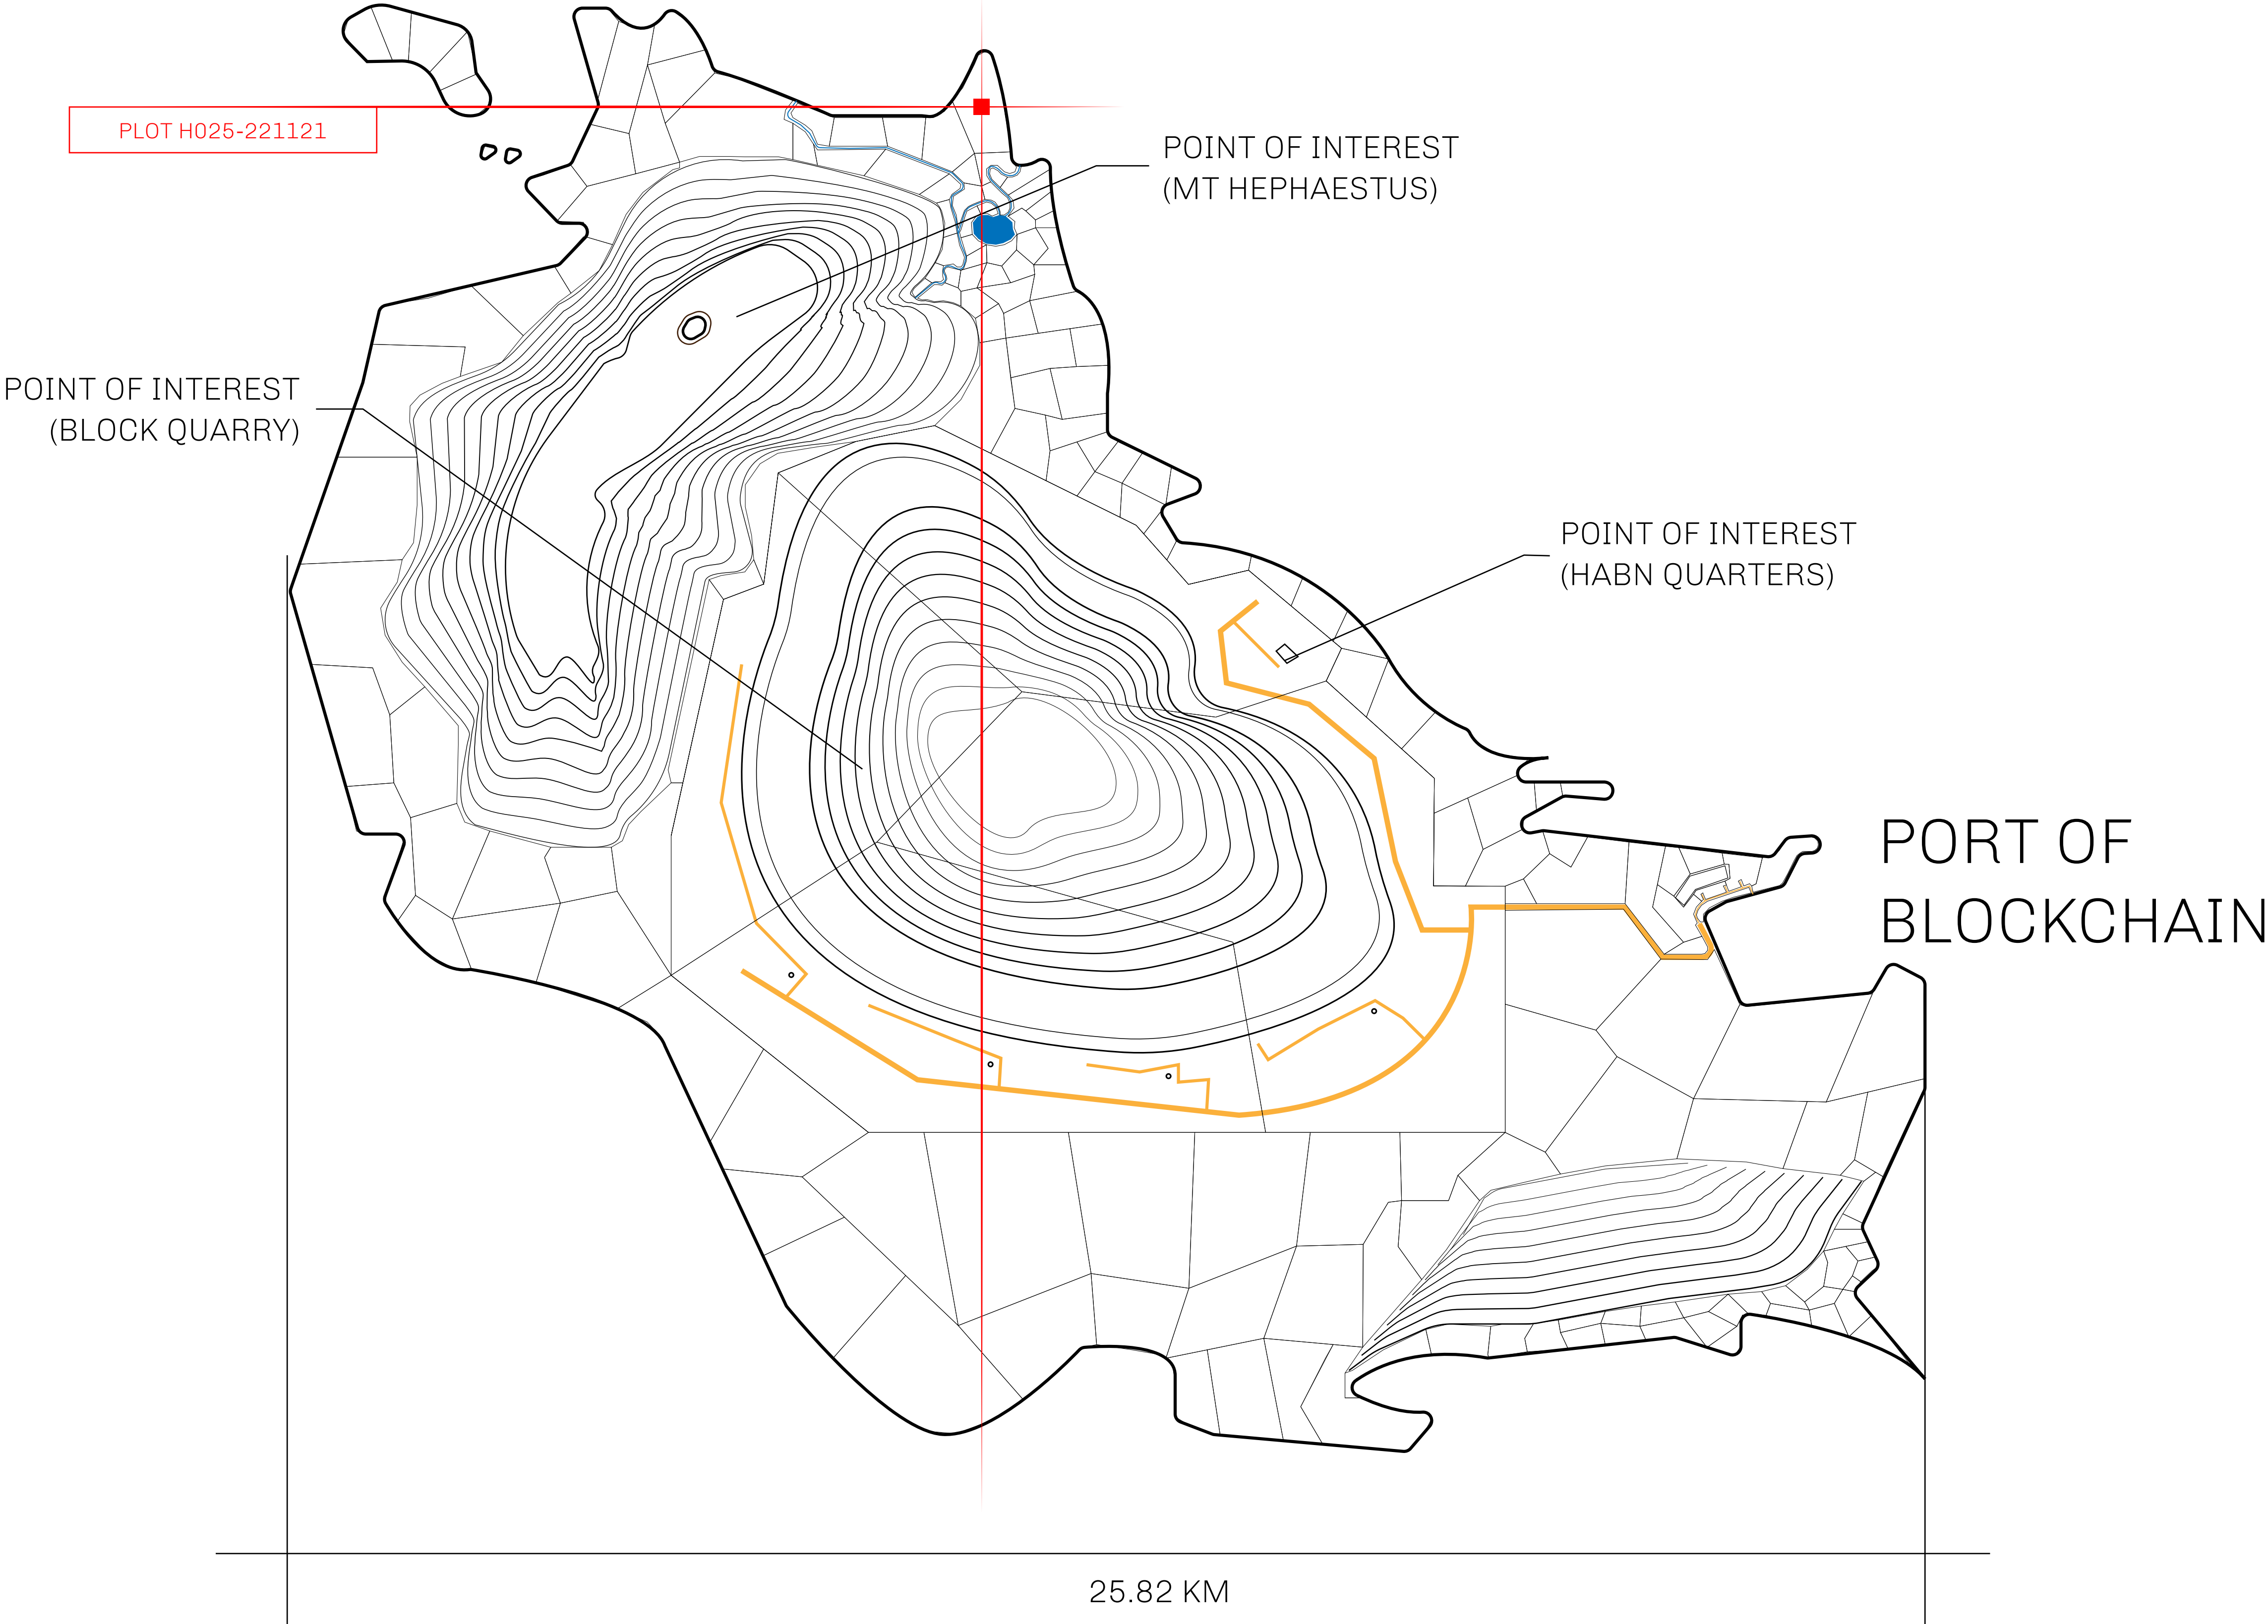 PLOT H025-221121
POINT OF INTEREST
(MT HEPHAESTUS)
POINT OF INTEREST
(BLOCK QUARRY)
POINT OF INTEREST
(HABN QUARTERS)
PORT OF
BLOCKCHAIN
25.82 KM